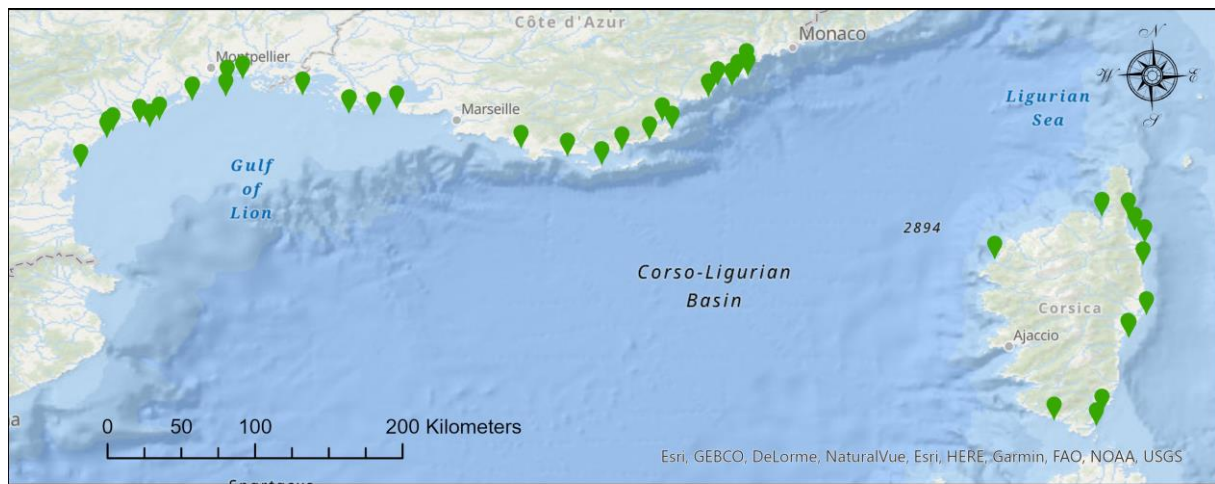 Côte d'Azur
Monaco
Montpellier
Marseille
N
W
E
S
Ligurian
Sea
Gulf
of
Lion
2894
Corso-Ligurian
Basin
Corsica
Ajaccio
0 50 100 200 Kilometers
Esri, GEBCO, DeLorme, NaturalVue, Esri, HERE, Garmin, FAO, NOAA, USGS